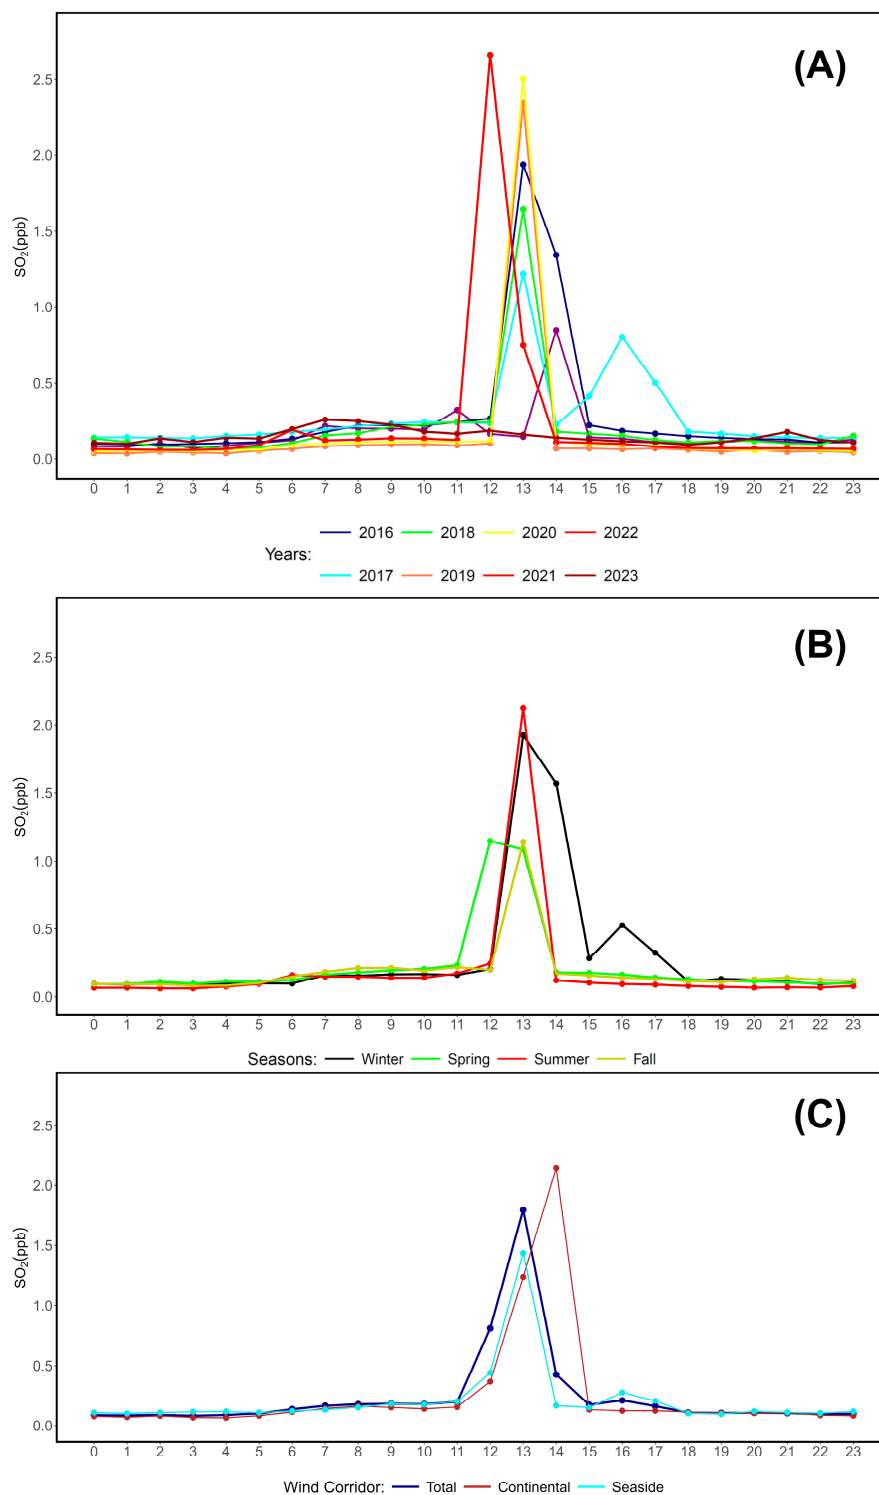 (A)
2.5
2.0
1.5
1.0
0.5
0.0
SO₂(ppb)
0 1 2 3 4 5 6 7 8 9 10 11 12 13 14 15 16 17 18 19 20 21 22 23
Years:
2016 2018 2020 2022
2017 2019 2021 2023
(B)
2.5
2.0
1.5
1.0
0.5
0.0
SO₂(ppb)
0 1 2 3 4 5 6 7 8 9 10 11 12 13 14 15 16 17 18 19 20 21 22 23
Seasons: Winter Spring Summer Fall
(C)
2.5
2.0
1.5
1.0
0.5
0.0
SO₂(ppb)
0 1 2 3 4 5 6 7 8 9 10 11 12 13 14 15 16 17 18 19 20 21 22 23
Wind Corridor: Total Continental Seaside